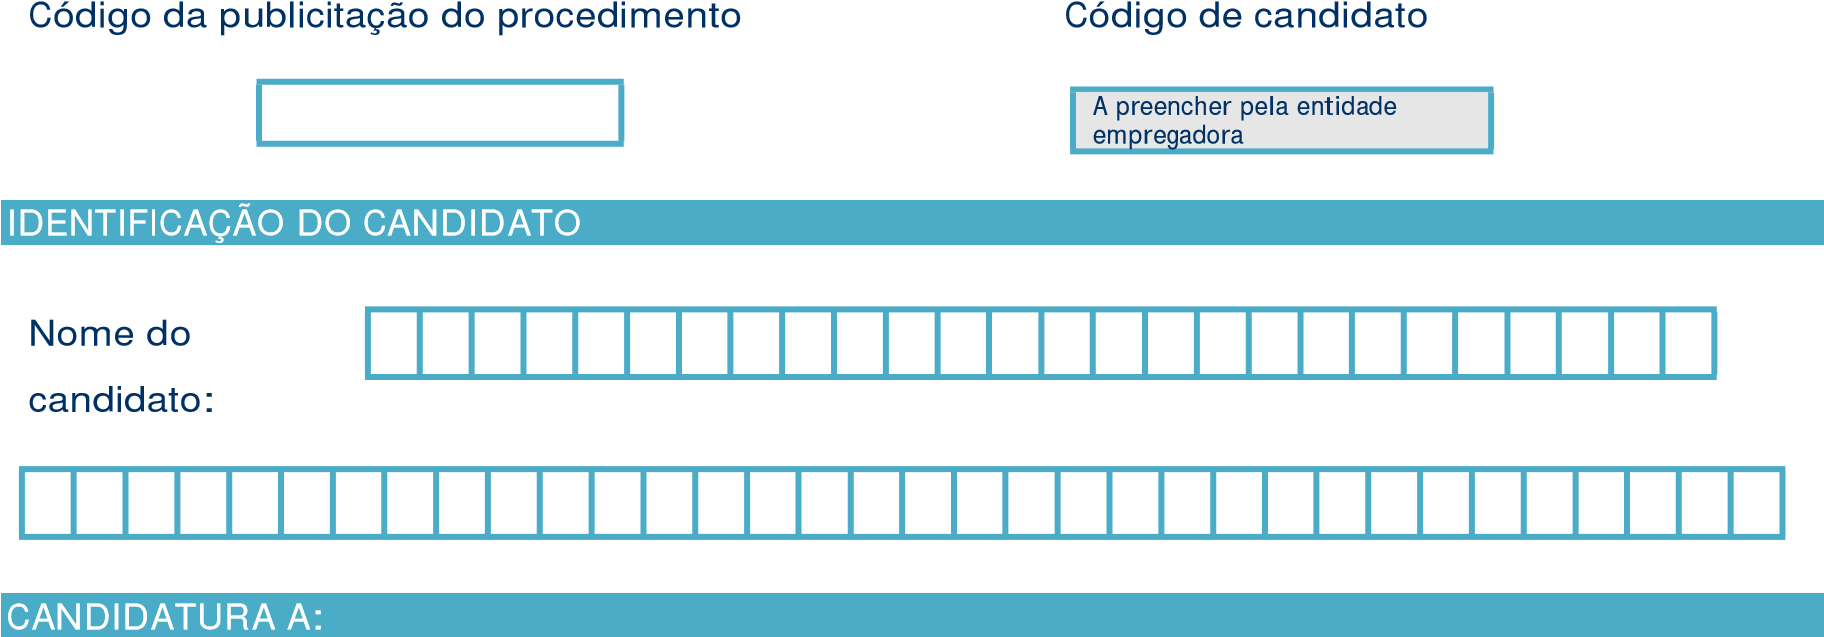 Código da publicitação do procedimento
Código de candidato
A preencher pela entidade
empregadora
IDENTIFICAÇÃO DO CANDIDATO
Nome do
candidato:
CANDIDATURA A: